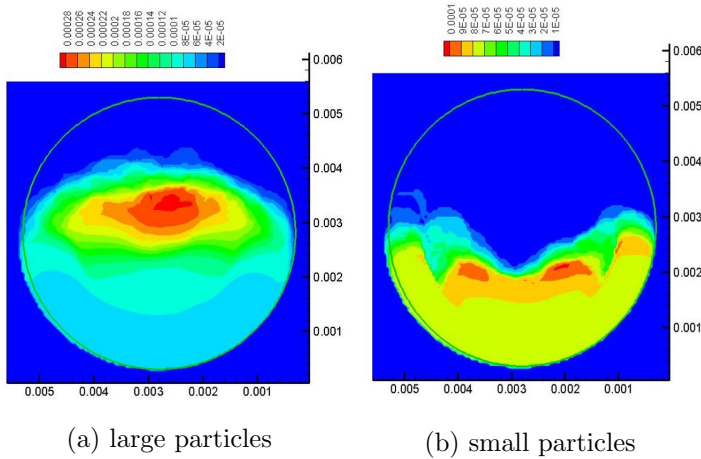 0.00028
0.00026
0.00024
0.00022
0.0002
0.00018
0.00016
0.00014
0.00012
0.0001
8E-05
6E-05
4E-05
2E-05
0.006
0.005
0.004
0.003
0.002
0.001
0.005 0.004 0.003 0.002 0.001
(a) large particles
0.0001
9E-05
8E-05
7E-05
6E-05
5E-05
4E-05
3E-05
2E-05
1E-05
0.006
0.005
0.004
0.003
0.002
0.001
0.005 0.004 0.003 0.002 0.001
(b) small particles